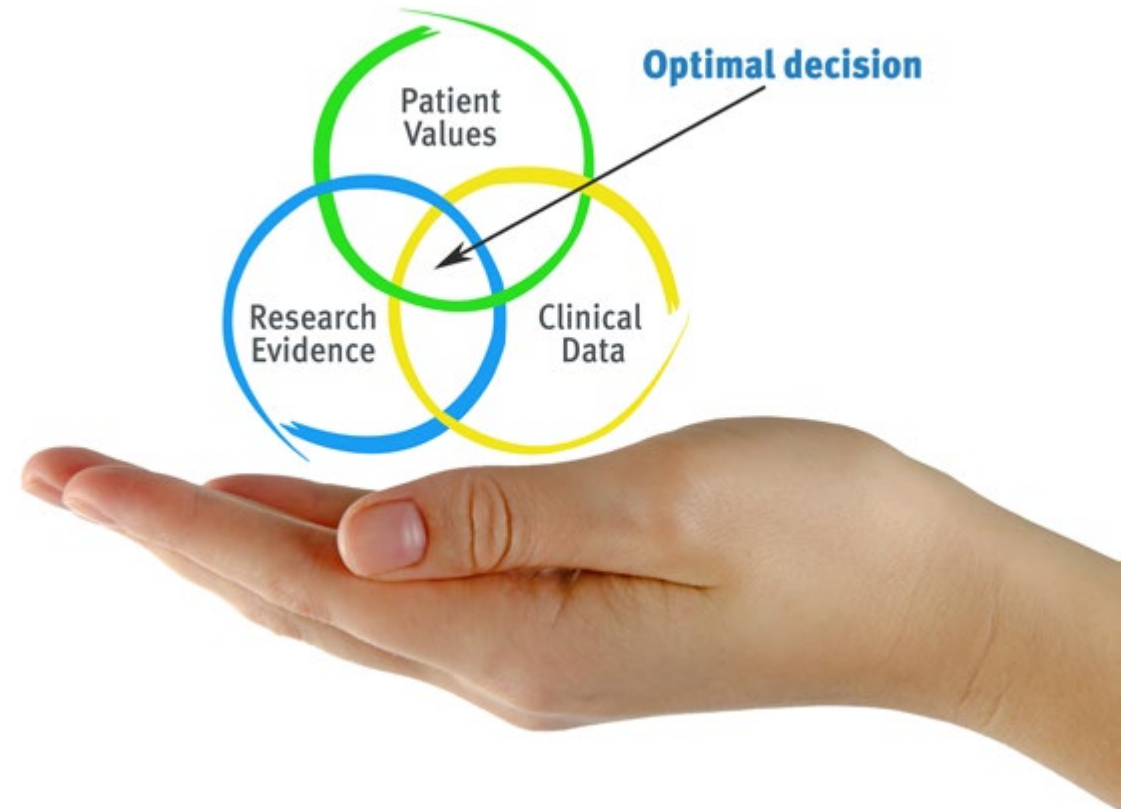 Optimal decision
Patient
Values
Research
Evidence
Clinical
Data